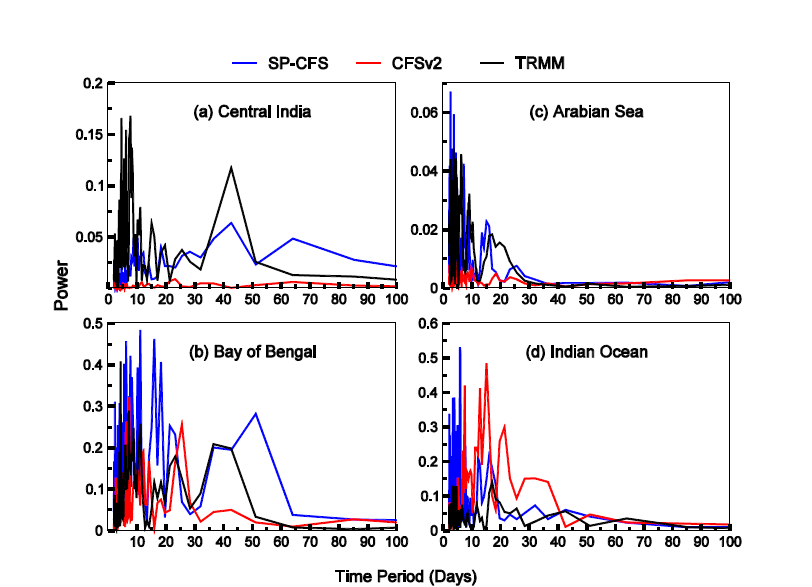 SP-CFS CFSv2 TRMM
0.2
0.15
0.1
0.05
0
(a) Central India
0 10 20 30 40 50 60 70 80 90 100
0.06
0.04
0.02
0
(c) Arabian Sea
0 10 20 30 40 50 60 70 80 90 100
Power
0.5
0.4
0.3
0.2
0.1
0
(b) Bay of Bengal
0 10 20 30 40 50 60 70 80 90 100
0.6
0.5
0.4
0.3
0.2
0.1
0
(d) Indian Ocean
0 10 20 30 40 50 60 70 80 90 100
Time Period (Days)